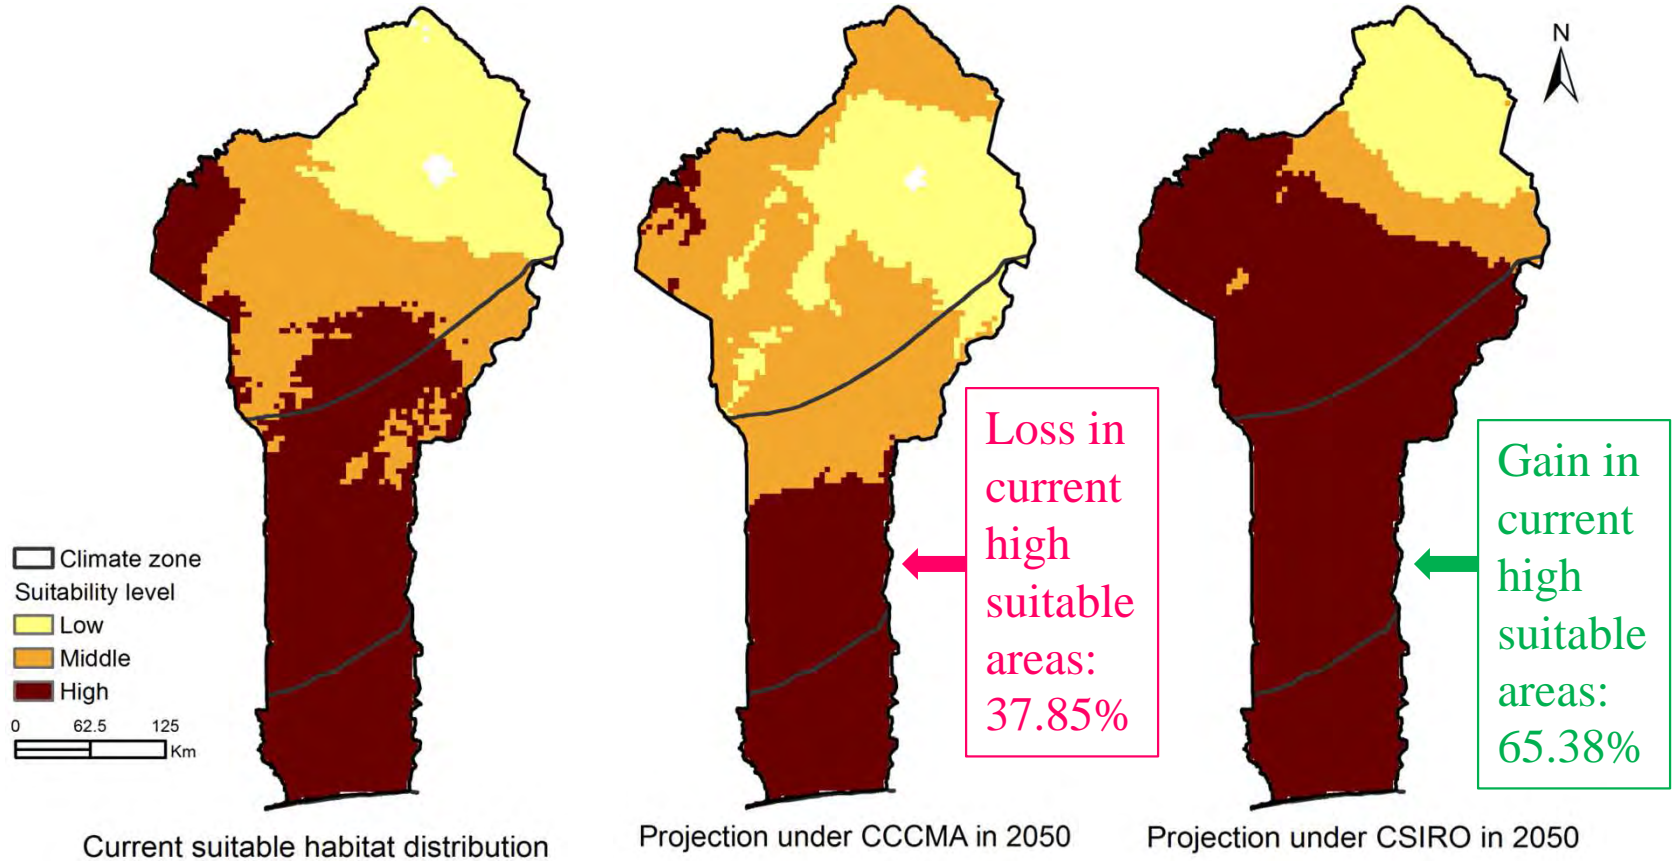 N
Climate zone
Suitability level
Low
Middle
High
0 62.5 125
Km
Loss in
current
high
suitable
areas:
37.85%
Gain in
current
high
suitable
areas:
65.38%
Current suitable habitat distribution
Projection under CCCMA in 2050
Projection under CSIRO in 2050